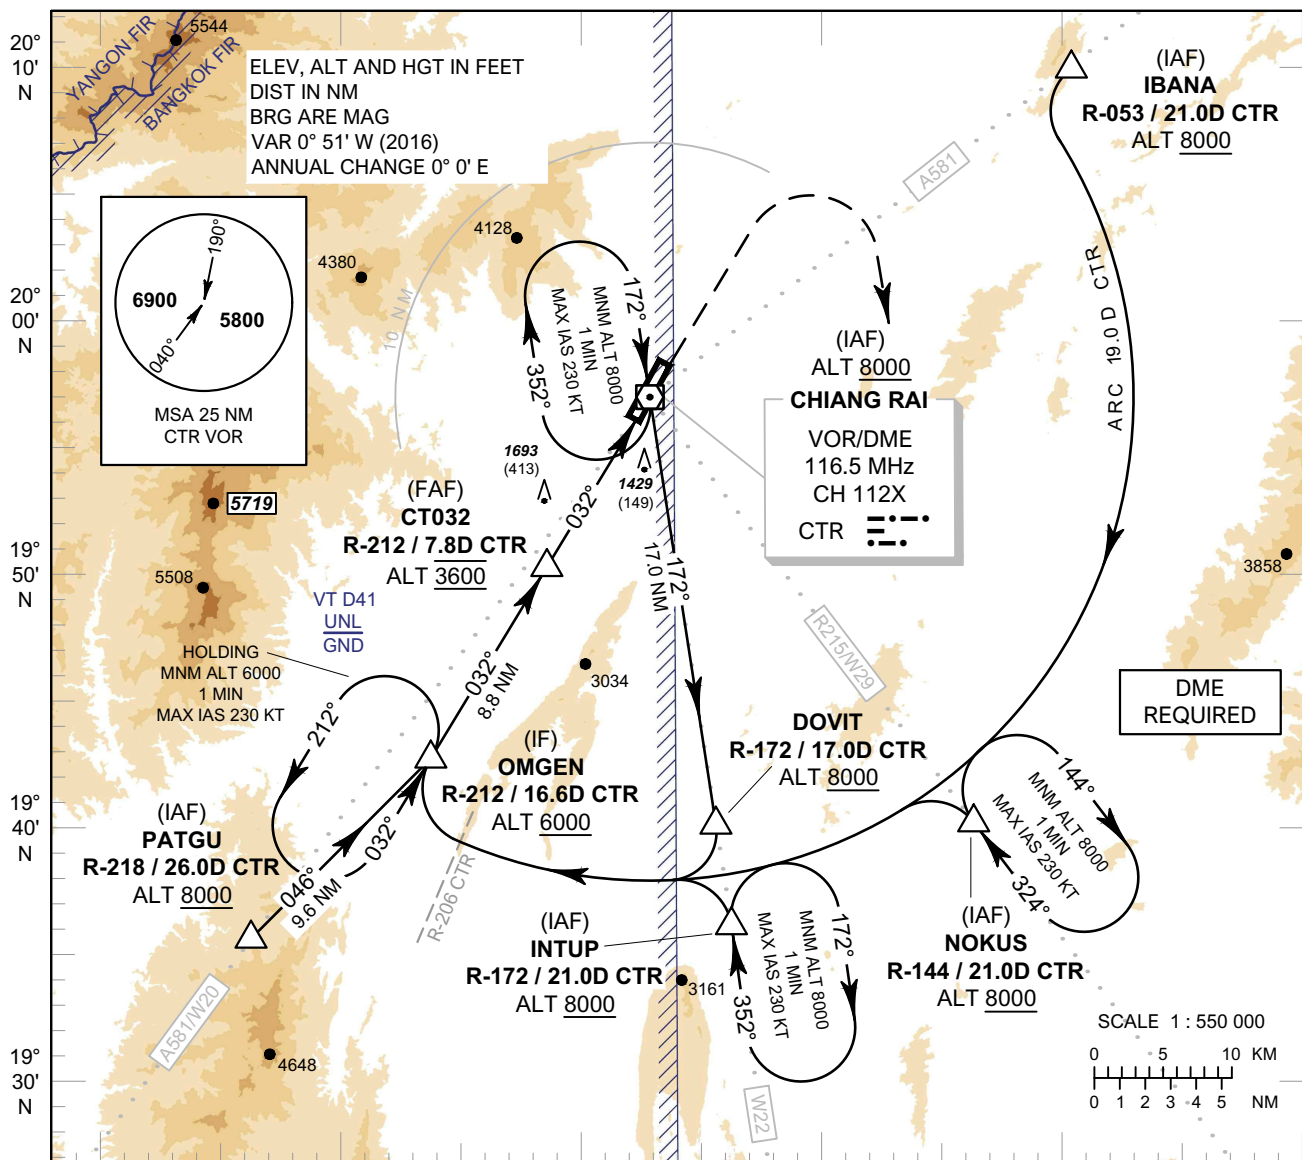 20°
10'
N
5544
YANGON FIR
BANGKOK FIR
ELEV, ALT AND HGT IN FEET
DIST IN NM
BRG ARE MAG
VAR 0° 51' W (2016)
ANNUAL CHANGE 0° 0' E
(IAF)
IBANA
R-053 / 21.0D CTR
ALT 8000
A581
190°
6900
5800
040°
MSA 25 NM
CTR VOR
4128
4380
10 NM
20°
00'
N
172°
MNM ALT 8000
1 MIN
MAX IAS 230 KT
352°
ARC 19.0 D CTR
(IAF)
ALT 8000
CHIANG RAI
VOR/DME
116.5 MHz
CH 112X
CTR
1693
(413)
1429
(149)
032°
(FAF)
CT032
R-212 / 7.8D CTR
ALT 3600
5719
19°
50'
N
5508
VT D41
UNL
GND
172°
17.0 NM
3858
R215/W29
HOLDING
MNM ALT 6000
1 MIN
MAX IAS 230 KT
212°
032°
8.8 NM
3034
DME
REQUIRED
DOVIT
R-172 / 17.0D CTR
ALT 8000
(IF)
OMGEN
R-212 / 16.6D CTR
ALT 6000
19°
40'
N
(IAF)
PATGU
R-218 / 26.0D CTR
ALT 8000
046°
9.6 NM
032°
R-206 CTR
144°
MNM ALT 8000
1 MIN
MAX IAS 230 KT
324°
(IAF)
INTUP
R-172 / 21.0D CTR
ALT 8000
172°
MNM ALT 8000
1 MIN
MAX IAS 230 KT
352°
(IAF)
NOKUS
R-144 / 21.0D CTR
ALT 8000
3161
A581/W20
4648
W22
19°
30'
N
SCALE 1 : 550 000
0 5 10 KM
0 1 2 3 4 5 NM